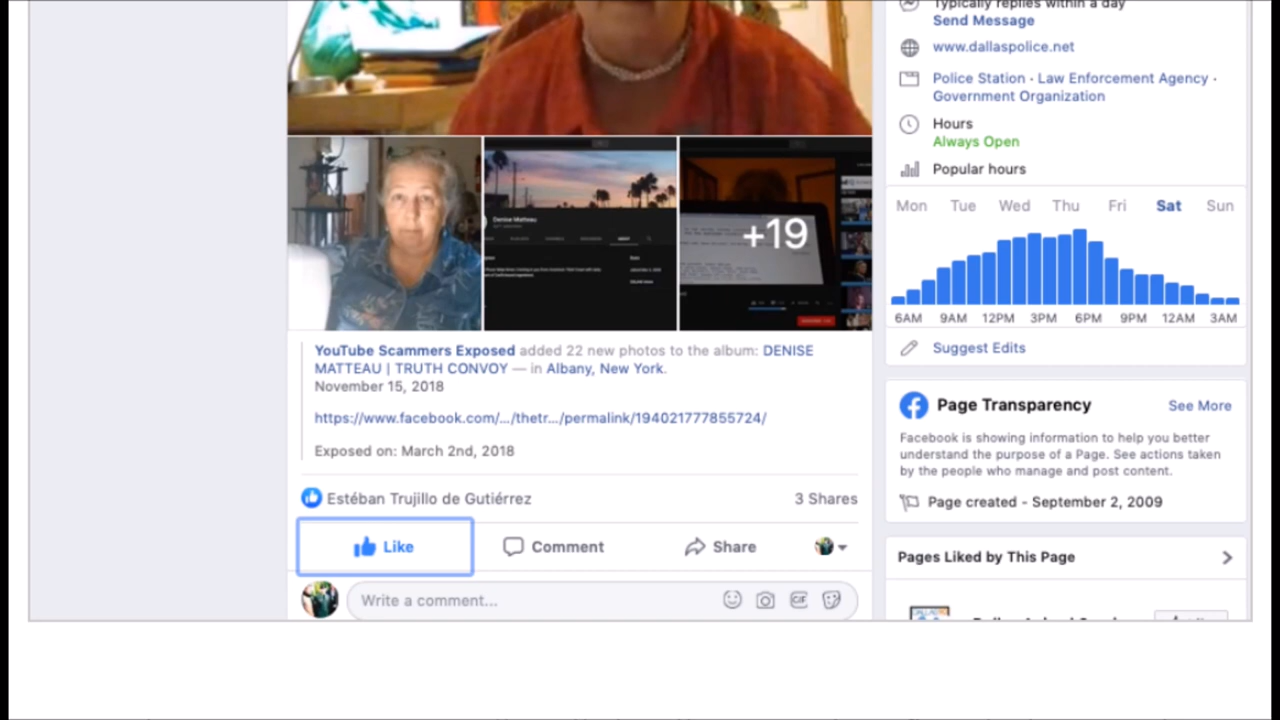 Typically replies within a day
Send Message
www.dallaspolice.net
Police Station · Law Enforcement Agency ·
Government Organization
Hours
Always Open
Popular hours
Mon Tue Wed Thu Fri Sat Sun
6AM 9AM 12PM 3PM 6PM 9PM 12AM 3AM
Suggest Edits
Page Transparency See More
Facebook is showing information to help you better
understand the purpose of a Page. See actions taken
by the people who manage and post content.
Page created - September 2, 2009
Pages Liked by This Page
Denise Matteau
+19
YouTube Scammers Exposed added 22 new photos to the album: DENISE
MATTEAU | TRUTH CONVOY — in Albany, New York.
November 15, 2018
https://www.facebook.com/.../thetr.../permalink/194021777855724/
Exposed on: March 2nd, 2018
Estéban Trujillo de Gutiérrez 3 Shares
Like Comment Share
Write a comment...
GIF